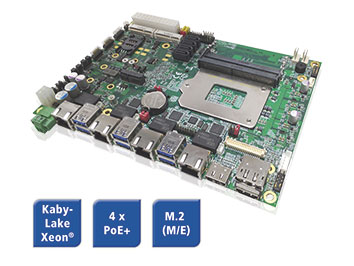 Kaby-
Lake
Xeon®
4 x
PoE+
M.2
(M/E)